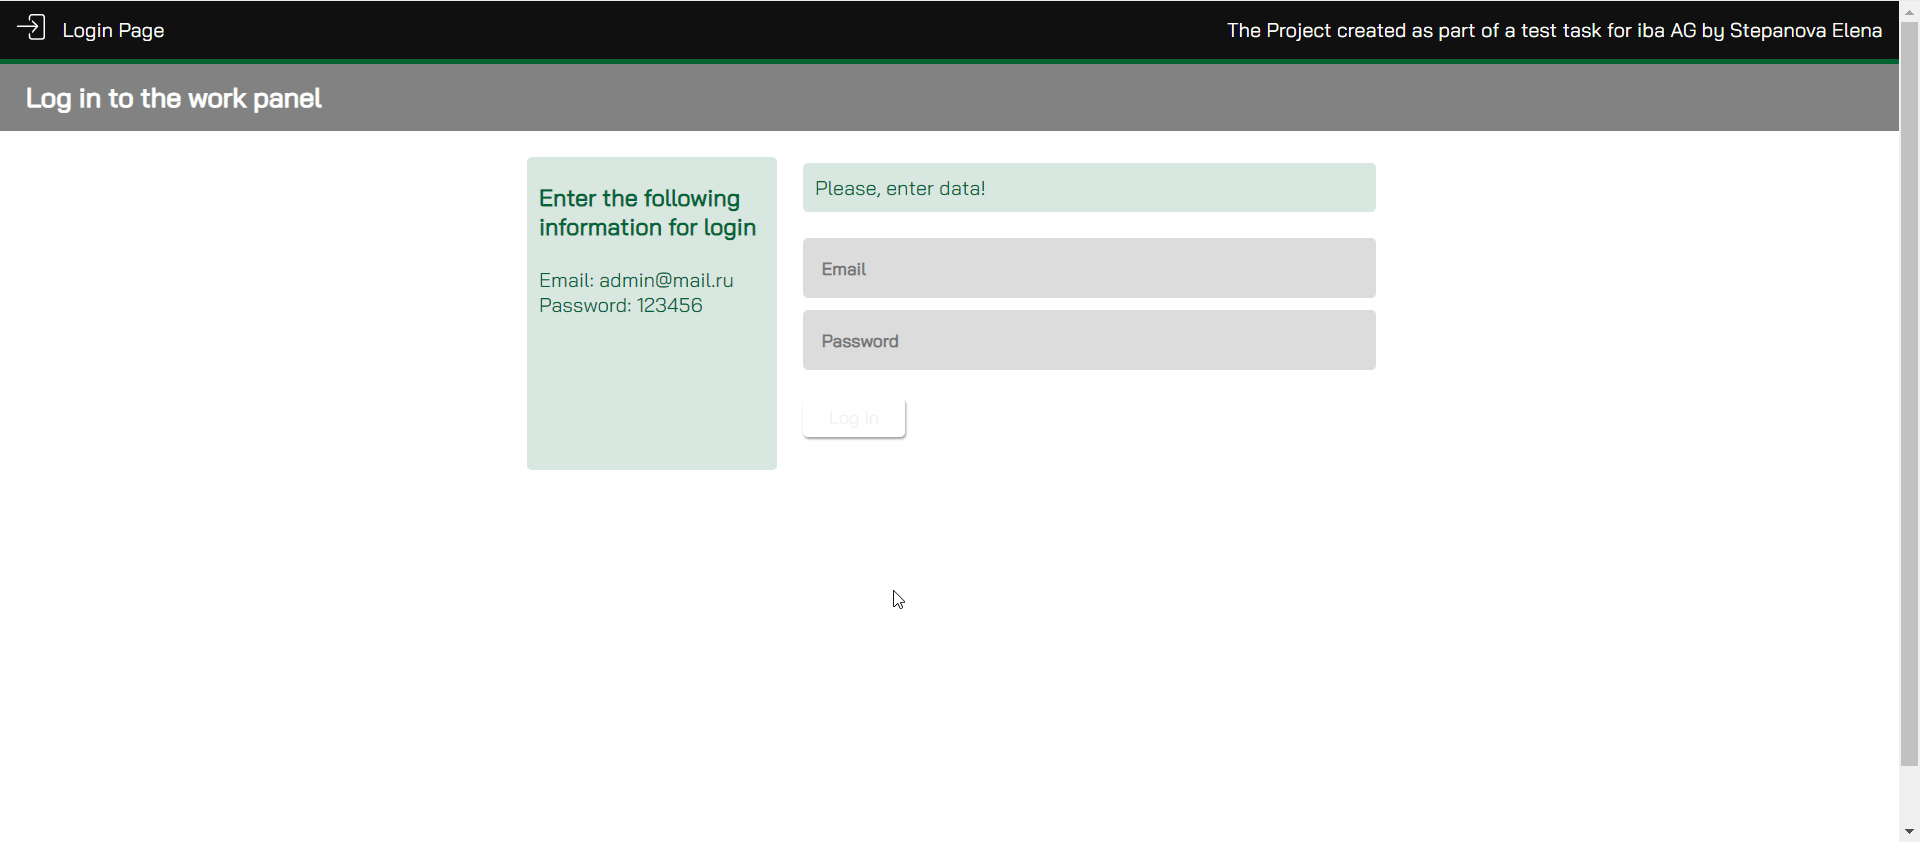 Login Page
The Project created as part of a test task for iba AG by Stepanova Elena
Log in to the work panel
Enter the following
information for login
Email: admin@mail.ru
Password: 123456
Please, enter data!
Email
Password
Log In